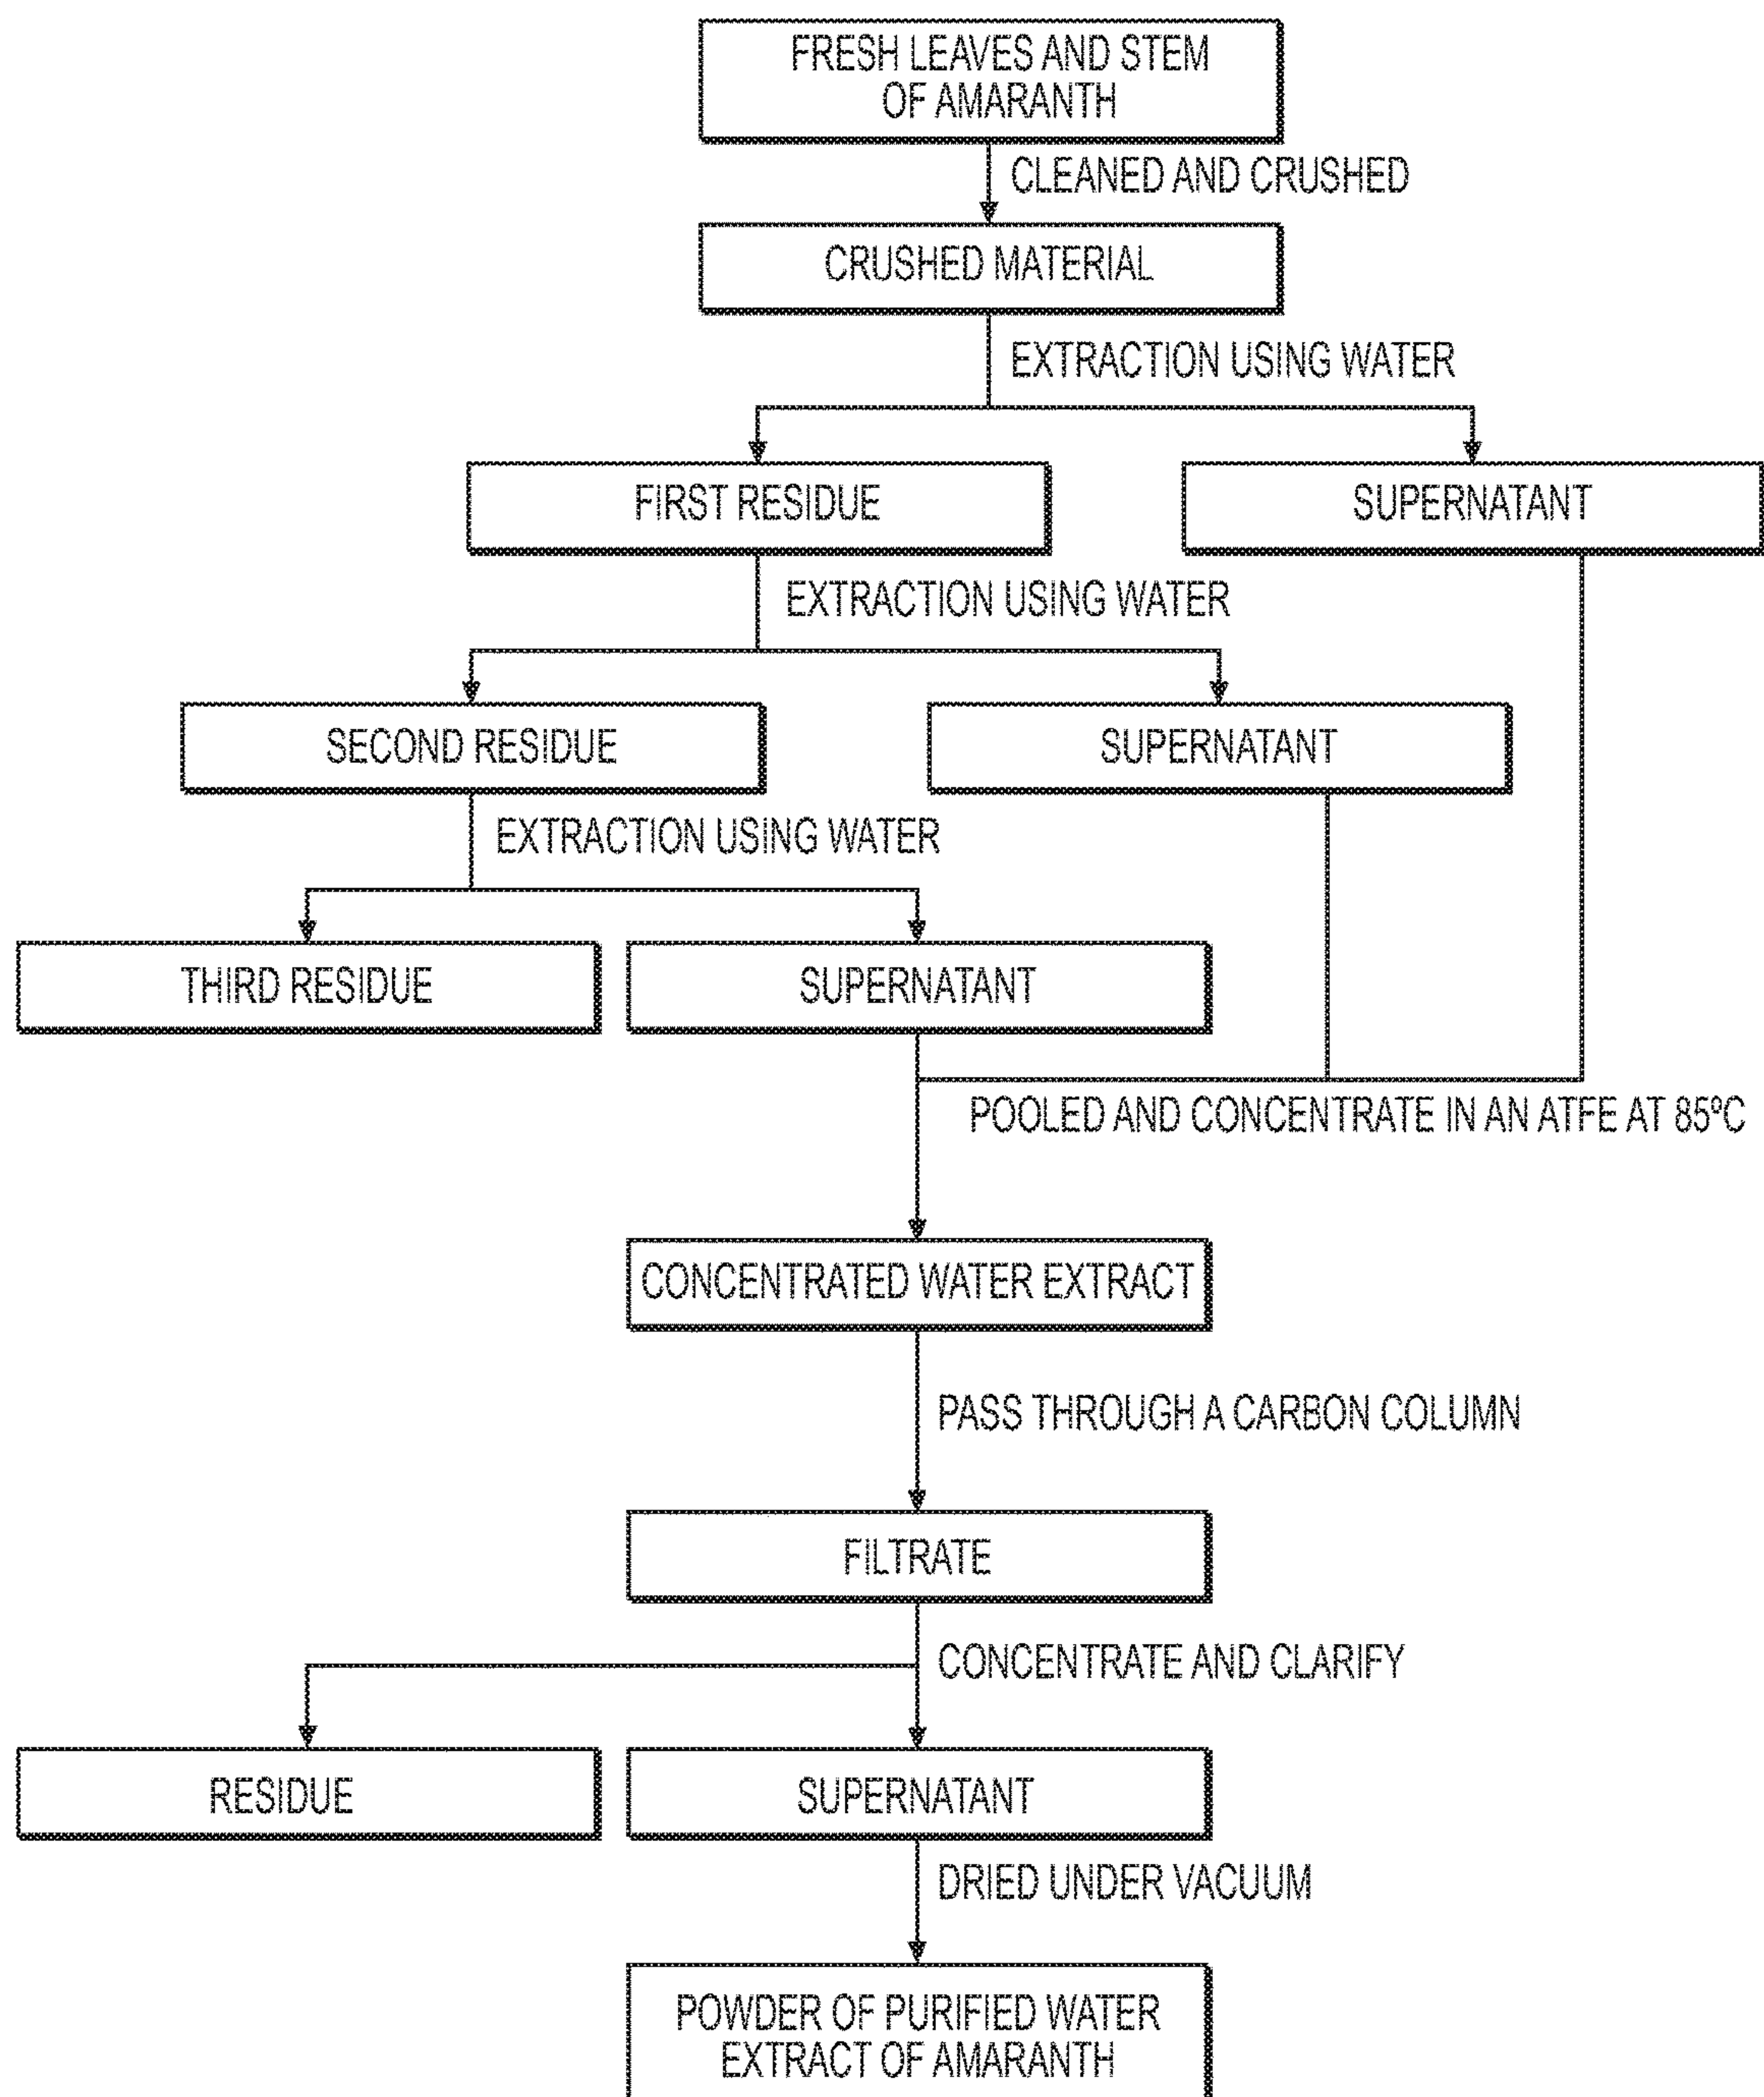 FRESH LEAVES AND STEM
OF AMARANTH
CLEANED AND CRUSHED
CRUSHED MATERIAL
EXTRACTION USING WATER
FIRST RESIDUE
SUPERNATANT
EXTRACTION USING WATER
SECOND RESIDUE
SUPERNATANT
EXTRACTION USING WATER
THIRD RESIDUE
SUPERNATANT
POOLED AND CONCENTRATE IN AN ATFE AT 85ºC
CONCENTRATED WATER EXTRACT
PASS THROUGH A CARBON COLUMN
FILTRATE
CONCENTRATE AND CLARIFY
RESIDUE
SUPERNATANT
DRIED UNDER VACUUM
POWDER OF PURIFIED WATER
EXTRACT OF AMARANTH